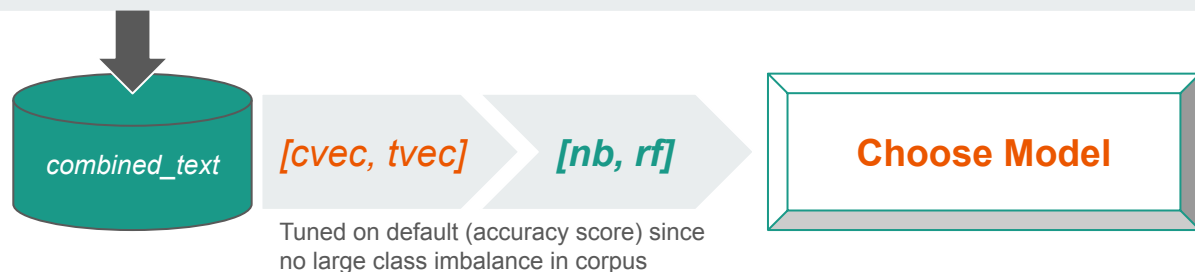 combined_text
[cvec, tvec]
[nb, rf]
Choose Model
Tuned on default (accuracy score) since
no large class imbalance in corpus